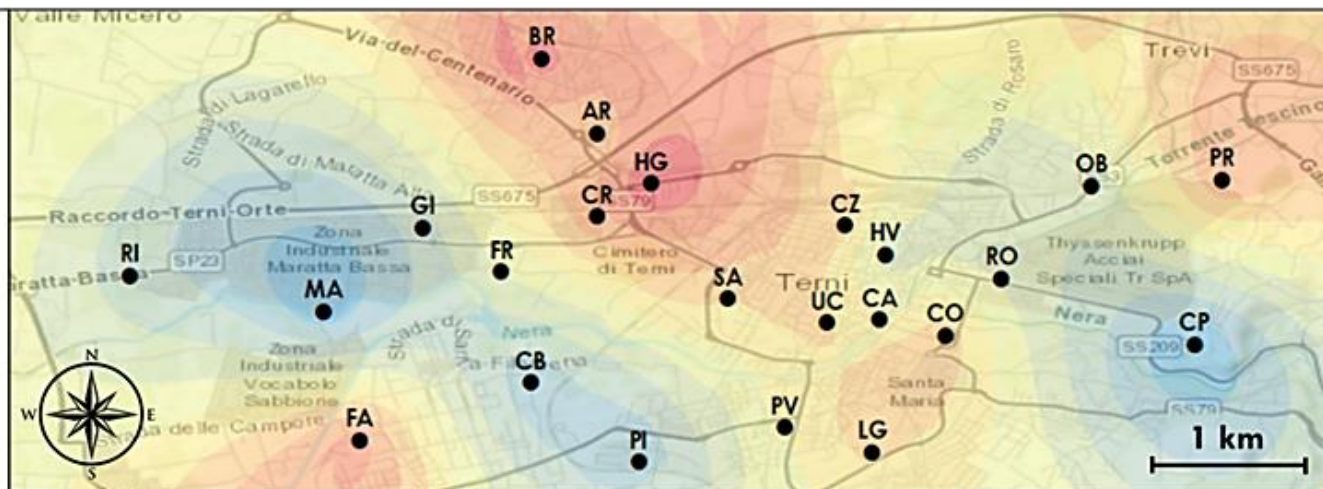 Valle Micero
BR
Via-del-Centenario
Trevi
SS675
Strada di Lagarello
Strada di Rosaro
AR
Strada di Maratta Alta
HG
OB
Torrente Tescino
PR
SS675
CR
SS79
Raccordo-Terni-Orte
GI
CZ
Zona
Industriale
Maratta Bassa
RI
SP23
FR
Cimitero
di Terni
HV
Thyssenkrupp
Acciai
Speciali Tr SpA
RO
MA
SA
Terni
UC
CA
CO
Nera
CP
SS209
Nera
Zona
Industriale
Vocabolo
Sabbione
CB
Santa
Maria
SS79
N
W
E
S
Strada delle Campore
FA
PI
PV
LG
1 km